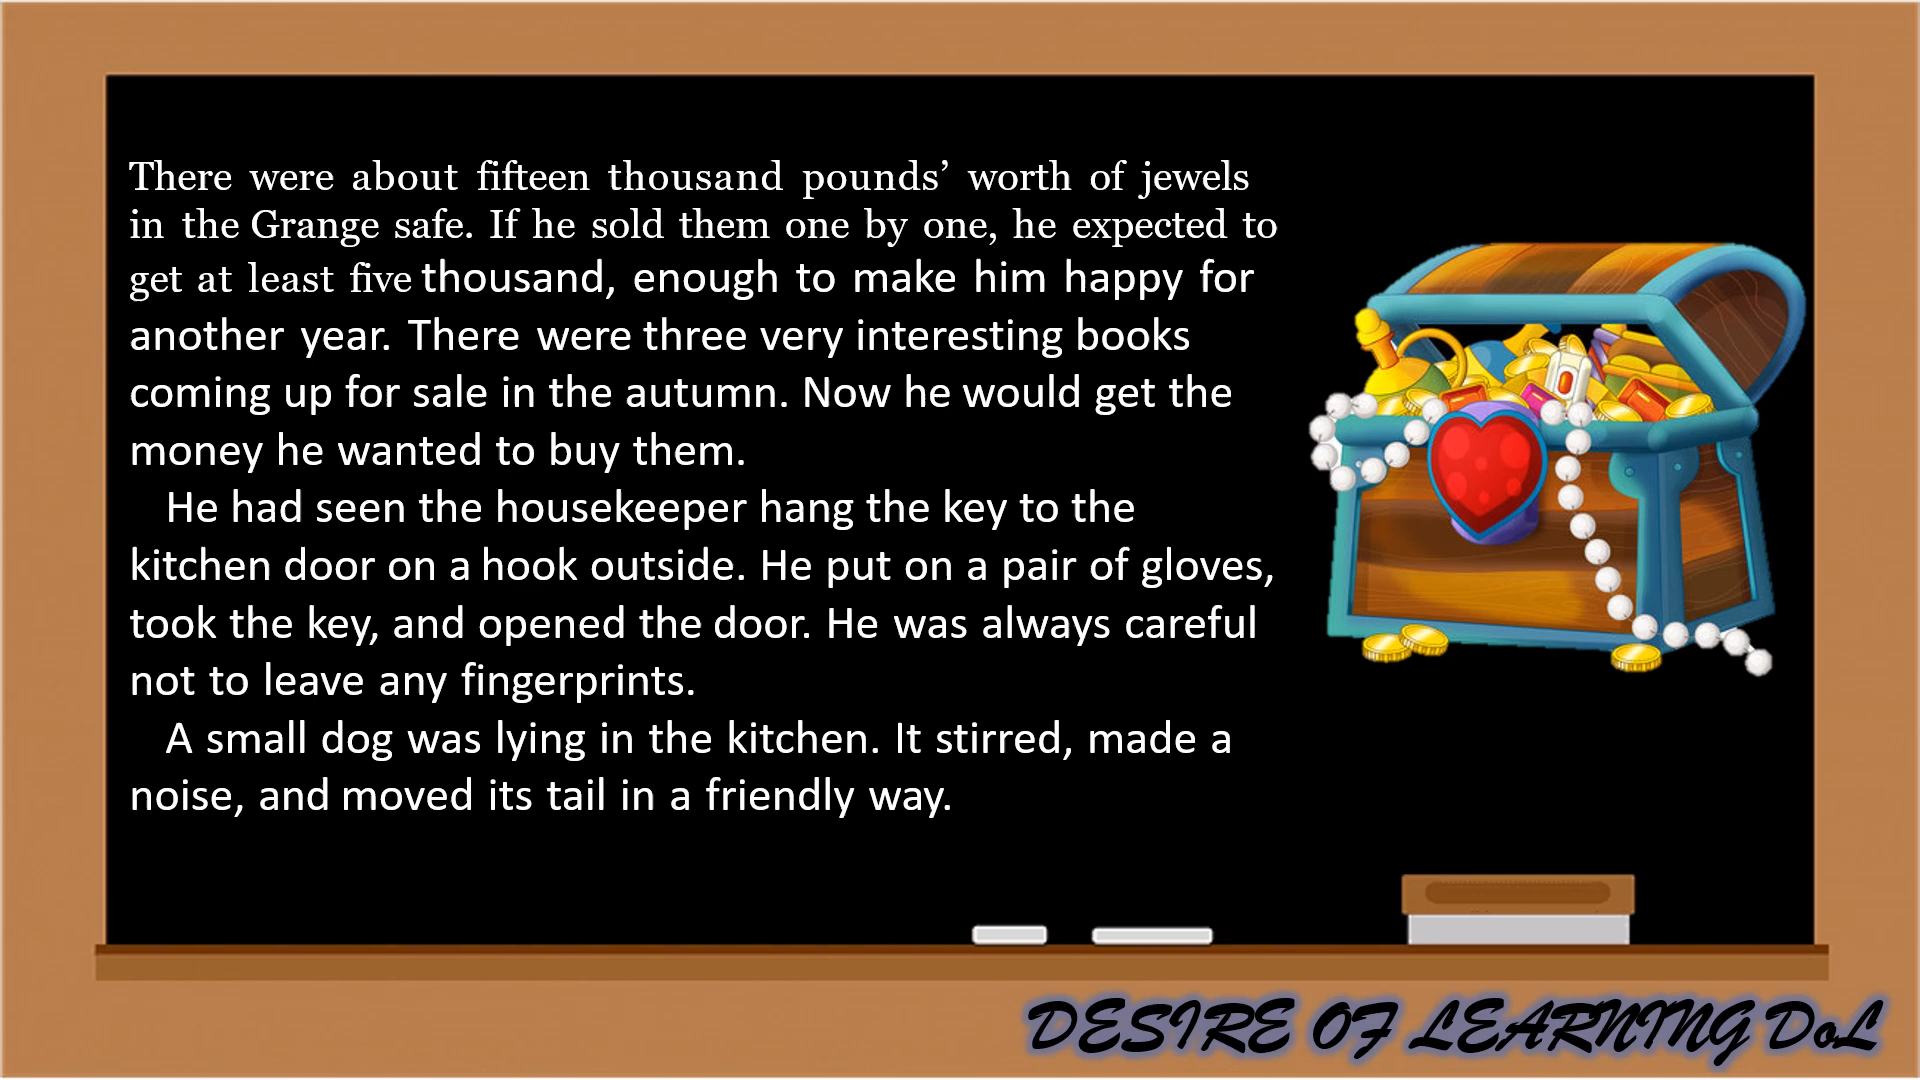 There were about fifteen thousand pounds’ worth of jewels
in the Grange safe. If he sold them one by one, he expected to
get at least five thousand, enough to make him happy for
another year. There were three very interesting books
coming up for sale in the autumn. Now he would get the
money he wanted to buy them.
He had seen the housekeeper hang the key to the
kitchen door on a hook outside. He put on a pair of gloves,
took the key, and opened the door. He was always careful
not to leave any fingerprints.
A small dog was lying in the kitchen. It stirred, made a
noise, and moved its tail in a friendly way.
DESIRE OF LEARNING DoL